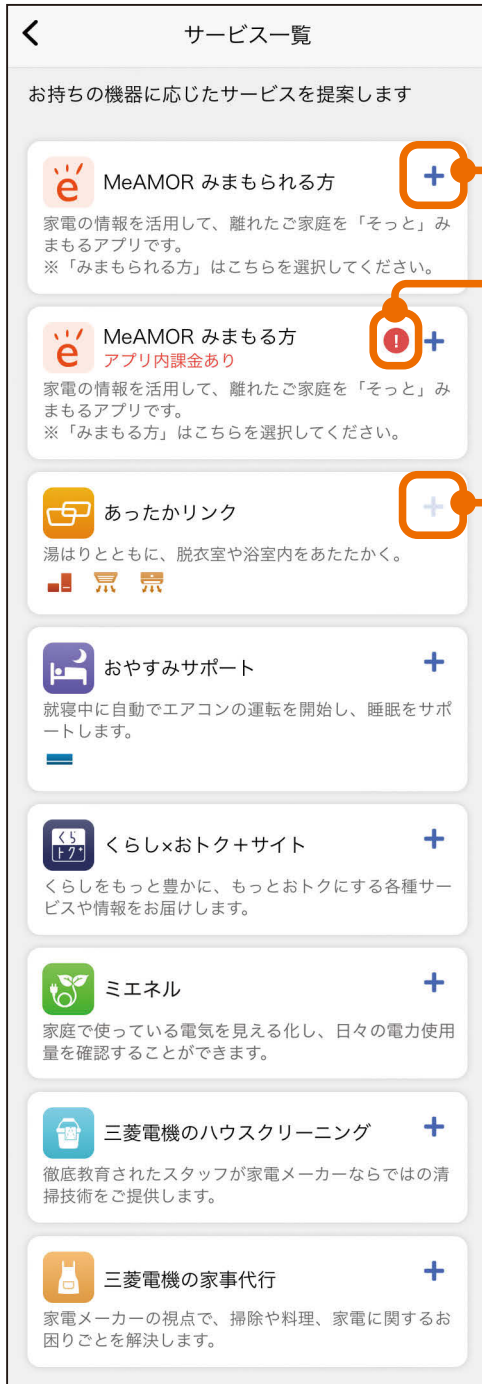 サービス一覧
お持ちの機器に応じたサービスを提案します
MeAMOR みまもられる方
家電の情報を活用して、離れたご家庭を「そっと」み
まもるアプリです。
※「みまもられる方」はこちらを選択してください。
MeAMOR みまもる方
アプリ内課金あり
家電の情報を活用して、離れたご家庭を「そっと」み
まもるアプリです。
※「みまもる方」はこちらを選択してください。
あったかリンク
湯はりとともに、脱衣室や浴室内をあたたかく。
おやすみサポート
就寝中に自動でエアコンの運転を開始し、睡眠をサポ
ートします。
くら
トク+
くらし×おトク+サイト
くらしをもっと豊かに、もっとおトクにする各種サー
ビスや情報をお届けします。
ミエネル
家庭で使っている電気を見える化し、日々の電力使用
量を確認することができます。
三菱電機のハウスクリーニング
徹底教育されたスタッフが家電メーカーならではの清
掃技術をご提供します。
三菱電機の家事代行
家電メーカーの視点で、掃除や料理、家電に関するお
困りごとを解決します。